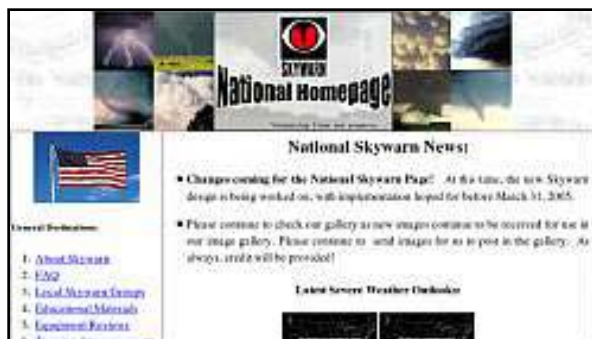 SKYWARN
National Homepage
National Skywarn News:
Changes coming for the National Skywarn Page! At this time, the new Skywarn
design is being worked on, with implementation hoped for before March 31, 2005.
Please continue to check our gallery as new images continue to be received for use in
our image gallery. Please continue to send images for us to post in the gallery. As
always, credit will be provided!
Latest Severe Weather Outlooks:
General Destinations:
1. About Skywarn
2. FAQ
3. Local Skywarn Groups
4. Educational Materials
5. Equipment Reviews